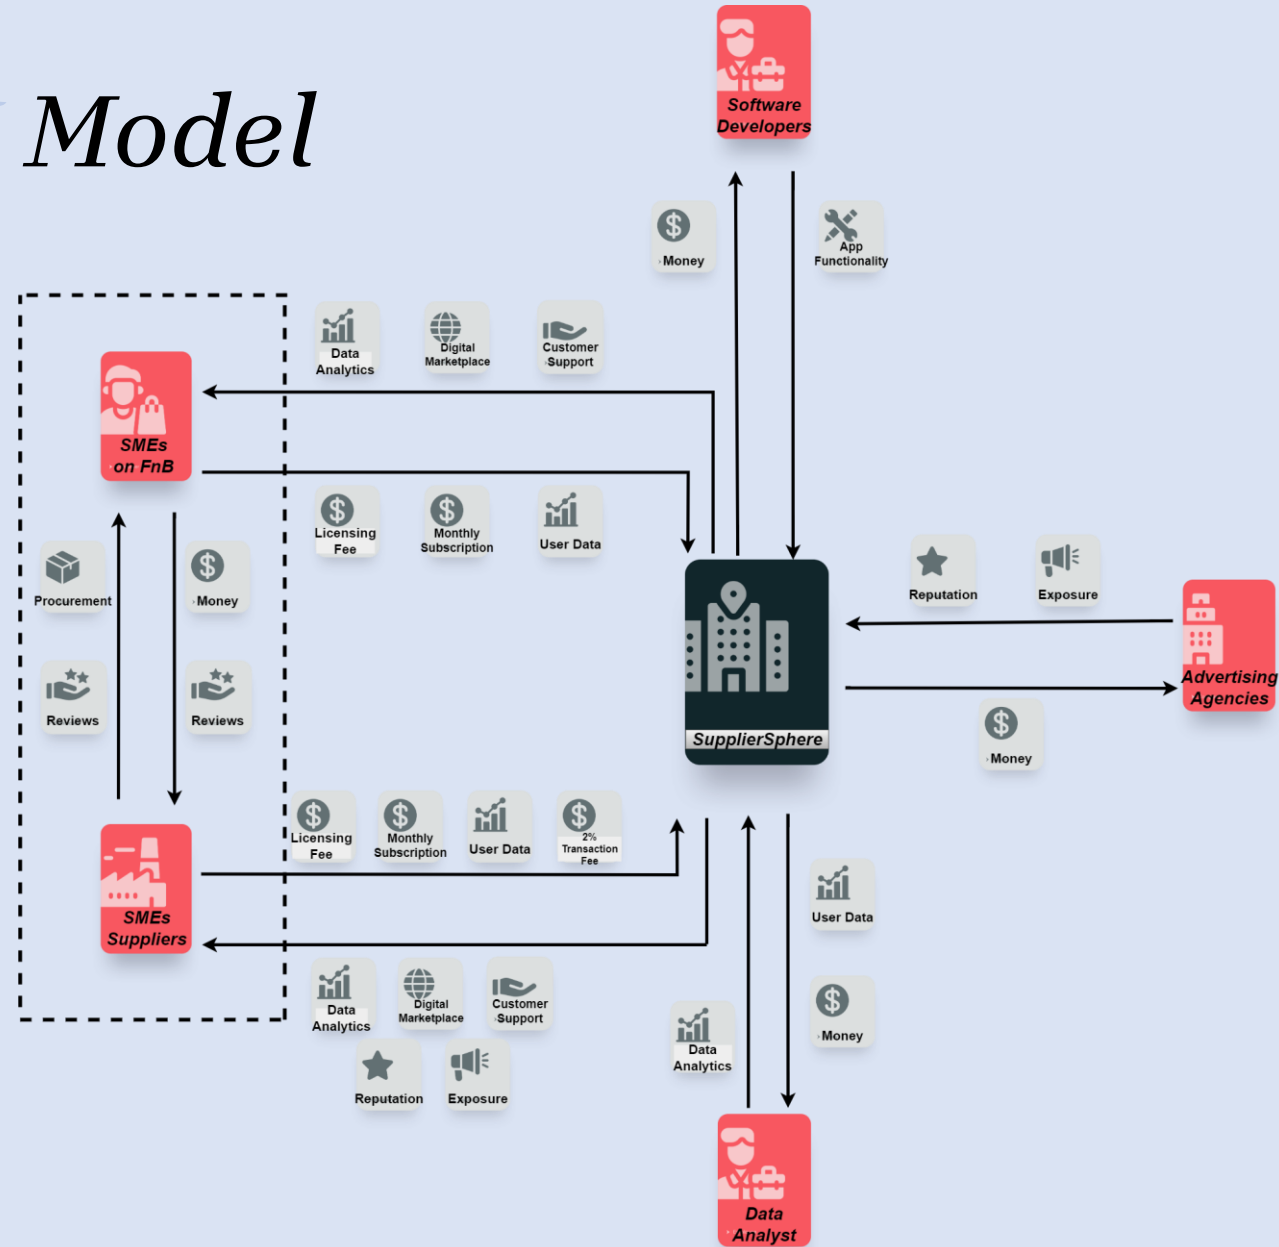 Model
Software
Developers
Money
App
Functionality
Data
Analytics
Digital
Marketplace
Customer
Support
SMEs
on FnB
Licensing
Fee
Monthly
Subscription
User Data
Procurement
Money
Reviews
Reviews
Reputation
Exposure
Advertising
Agencies
Money
SupplierSphere
Licensing
Fee
Monthly
Subscription
User Data
2%
Transaction
Fee
SMEs
Suppliers
Data
Analytics
Digital
Marketplace
Customer
Support
Reputation
Exposure
User Data
Money
Data
Analytics
Data
Analyst